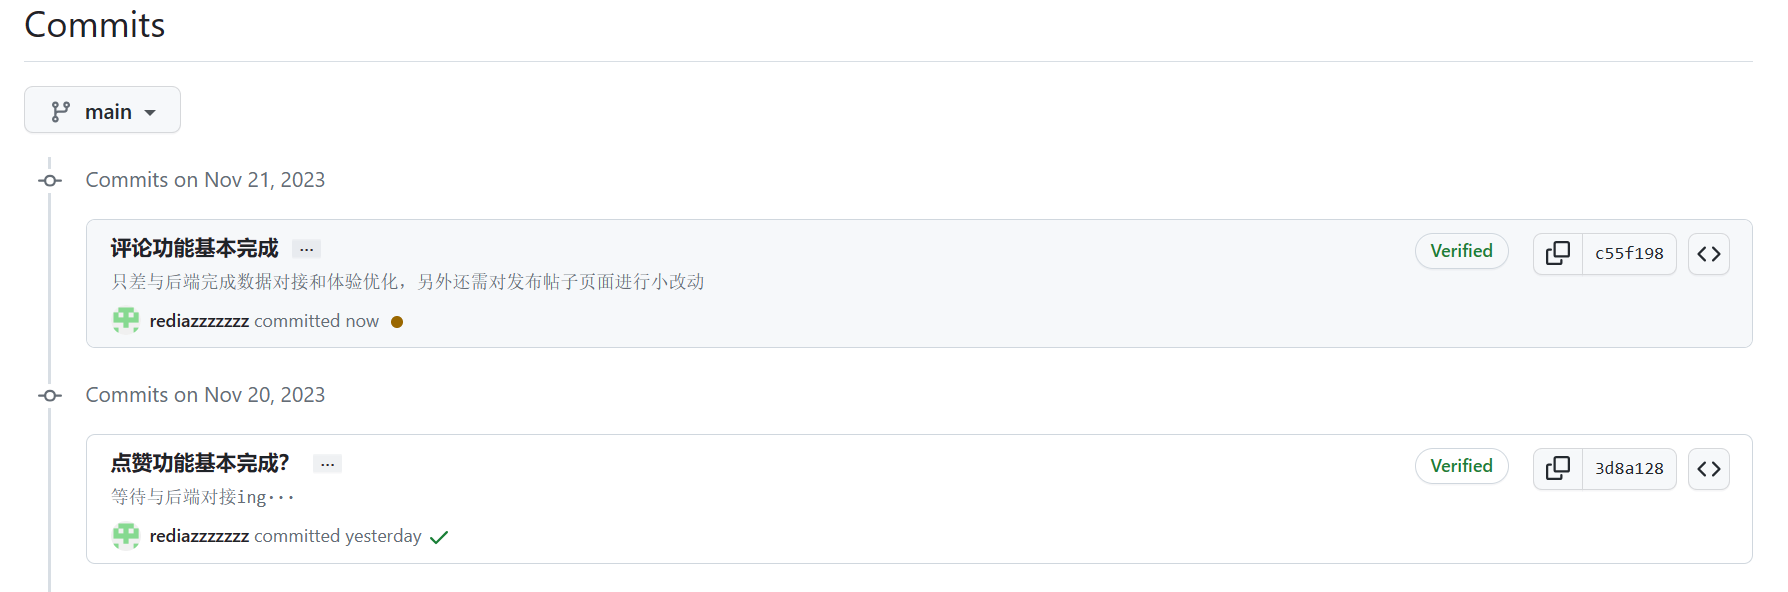 Commits
main
Commits on Nov 21, 2023
评论功能基本完成 ...
Verified
c55f198
只差与后端完成数据对接和体验优化，另外还需对发布帖子页面进行小改动
rediazzzzzzz committed now
Commits on Nov 20, 2023
点赞功能基本完成？ ...
Verified
3d8a128
等待与后端对接ing···
rediazzzzzzz committed yesterday